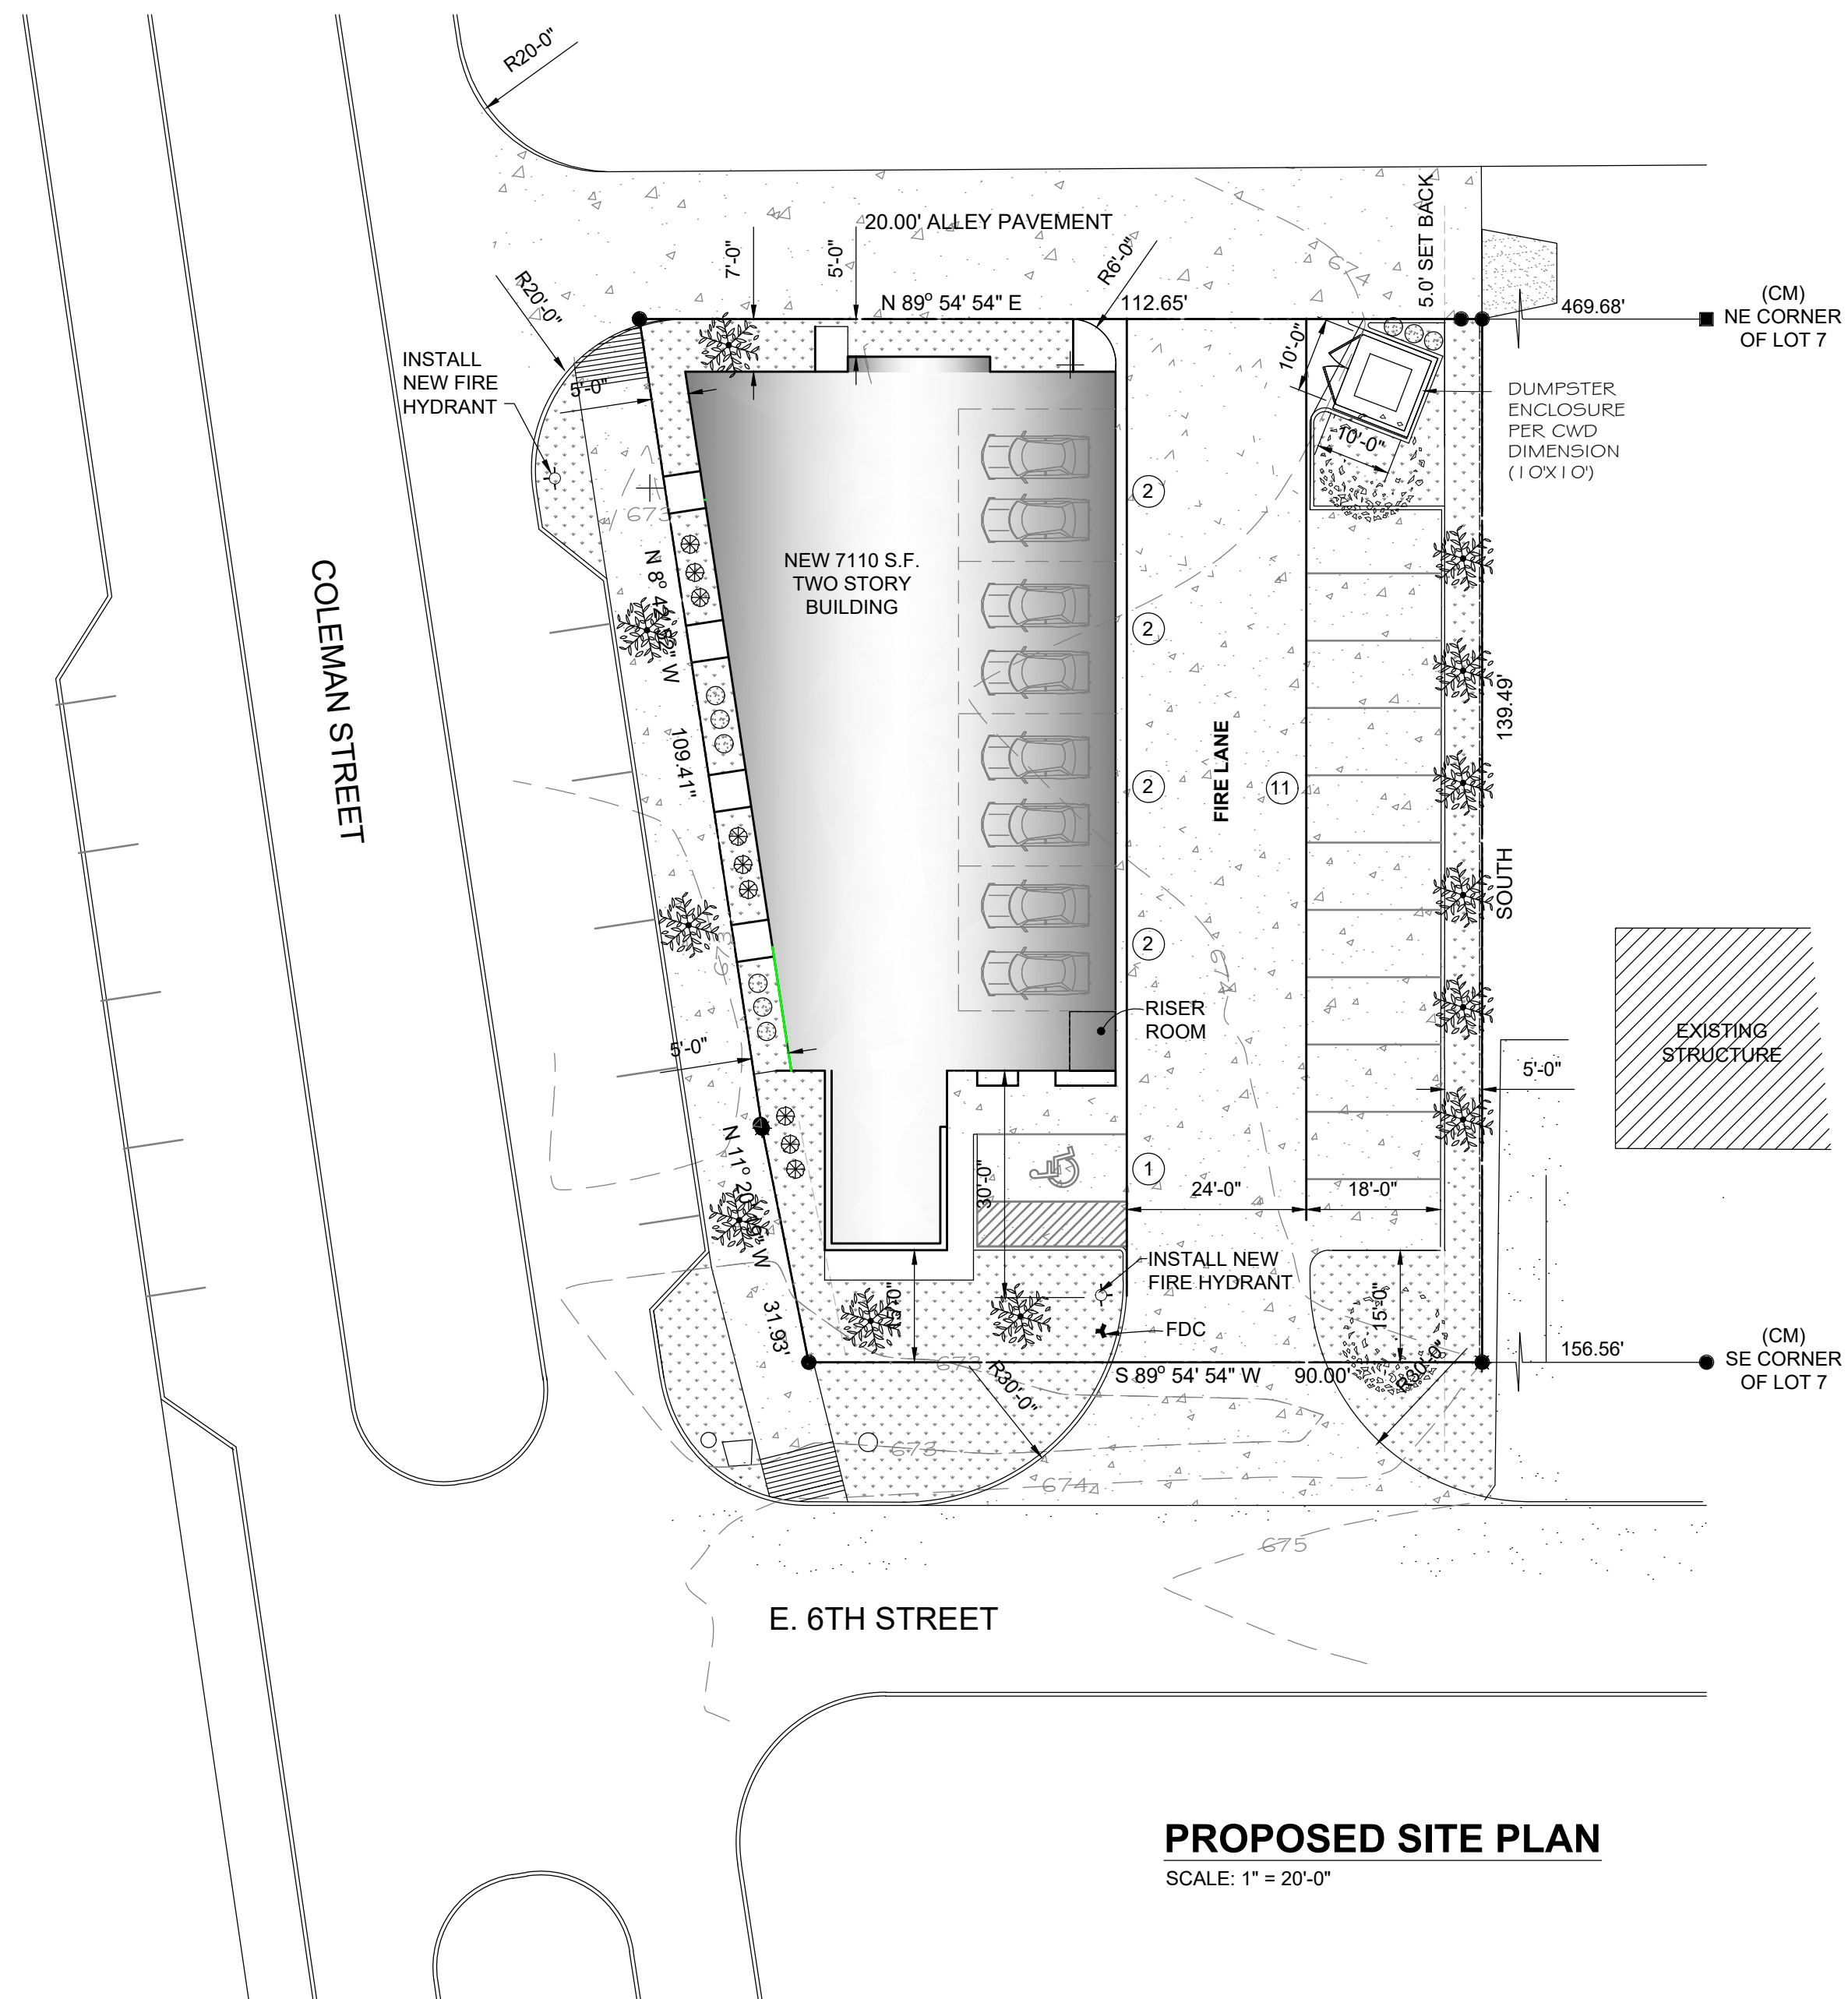 R20-0"
20.00' ALLEY PAVEMENT
5.0' SET BACK
674
7'-0"
5'-0"
R6'-0"
R20'-0"
N 89° 54' 54" E
112.65'
469.68'
(CM)
NE CORNER
OF LOT 7
INSTALL
NEW FIRE
HYDRANT
5'-0"
10'-0"
10'-0"
DUMPSTER
ENCLOSURE
PER CWD
DIMENSION
(10'X10')
673
2
NEW 7110 S.F.
TWO STORY
BUILDING
COLEMAN STREET
2
109.41"
139.49'
FIRE LANE
2
11
SOUTH
673
2
674
RISER
ROOM
EXISTING
STRUCTURE
5'-0"
5'-0"
30'-0"
1
24'-0"
18'-0"
INSTALL NEW
FIRE HYDRANT
15'-0"
31.93'
FDC
673
R30'-0"
S 89° 54' 54" W
90.00'
R30'-0"
156.56'
(CM)
SE CORNER
OF LOT 7
673
674
675
E. 6TH STREET
PROPOSED SITE PLAN
SCALE: 1" = 20'-0"